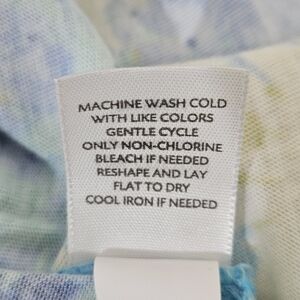 MACHINE WASH COLD
WITH LIKE COLORS
GENTLE CYCLE
ONLY NON-CHLORINE
BLEACH IF NEEDED
RESHAPE AND LAY
FLAT TO DRY
COOL IRON IF NEEDED